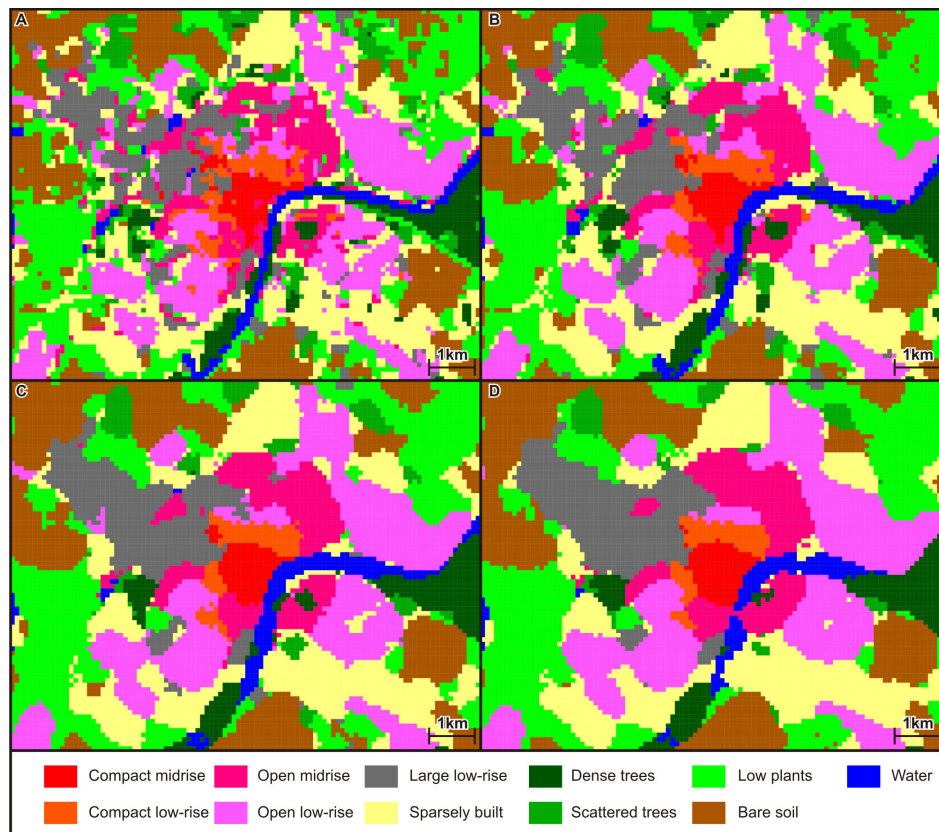 A
B
1km
1km
C
D
1km
1km
Compact midrise
Open midrise
Large low-rise
Dense trees
Low plants
Water
Compact low-rise
Open low-rise
Sparsely built
Scattered trees
Bare soil